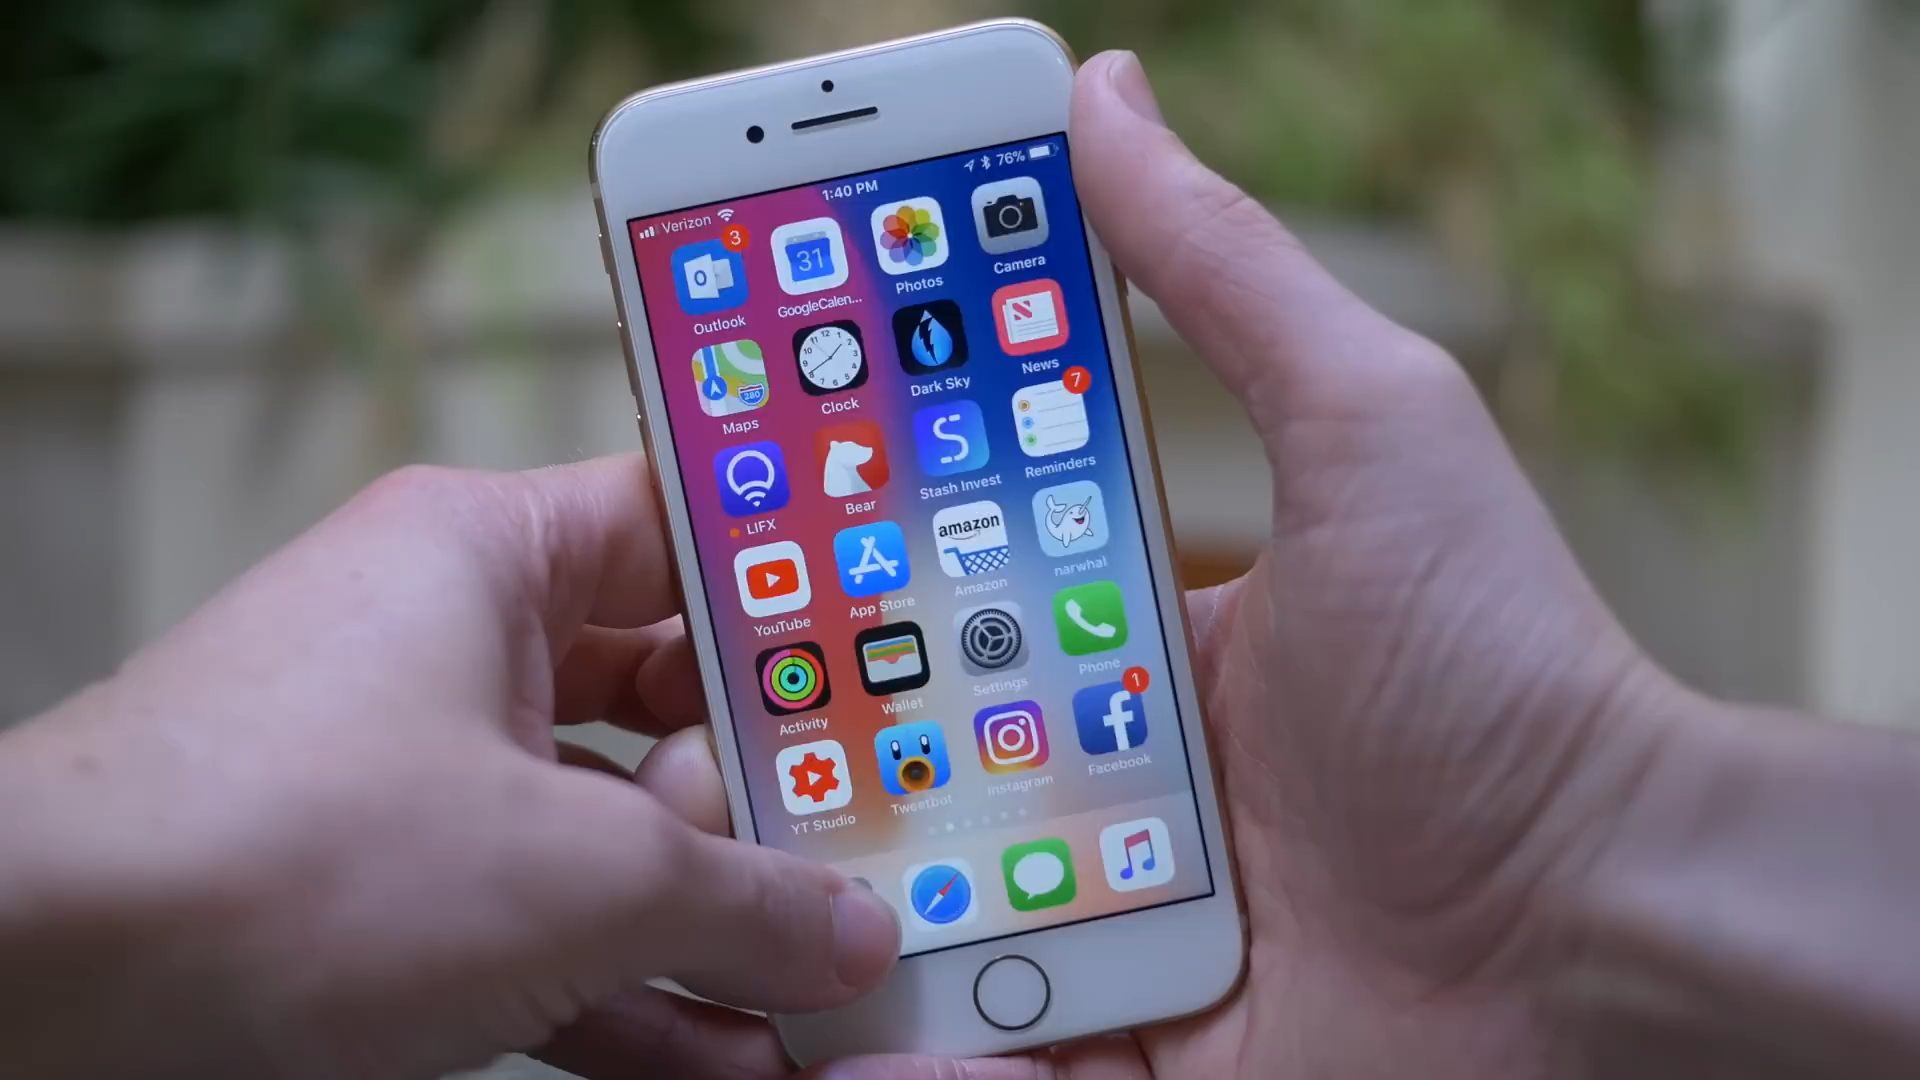 Verizon 1:40 PM 76%
3
31
Outlook GoogleCalen... Photos Camera
280
Maps Clock Dark Sky News
7
S
LIFX Bear Stash Invest Reminders
amazon
YouTube App Store Amazon narwhal
Activity Wallet Settings Phone
1
f
YT Studio Tweetbot Instagram Facebook